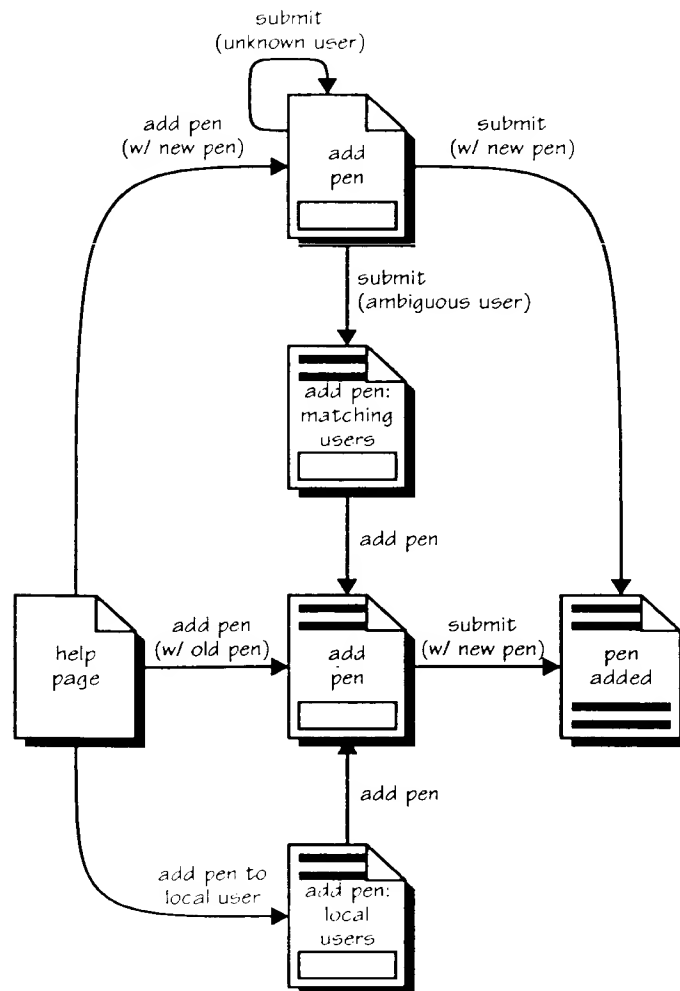 submit
(unknown user)
add pen
(w/ new pen)
submit
(w/ new pen)
add
pen
submit
(ambiguous user)
add pen:
matching
users
add pen
help
page
add pen
(w/ old pen)
add
pen
submit
(w/ new pen)
pen
added
add pen
add pen to
local user
add pen:
local
users